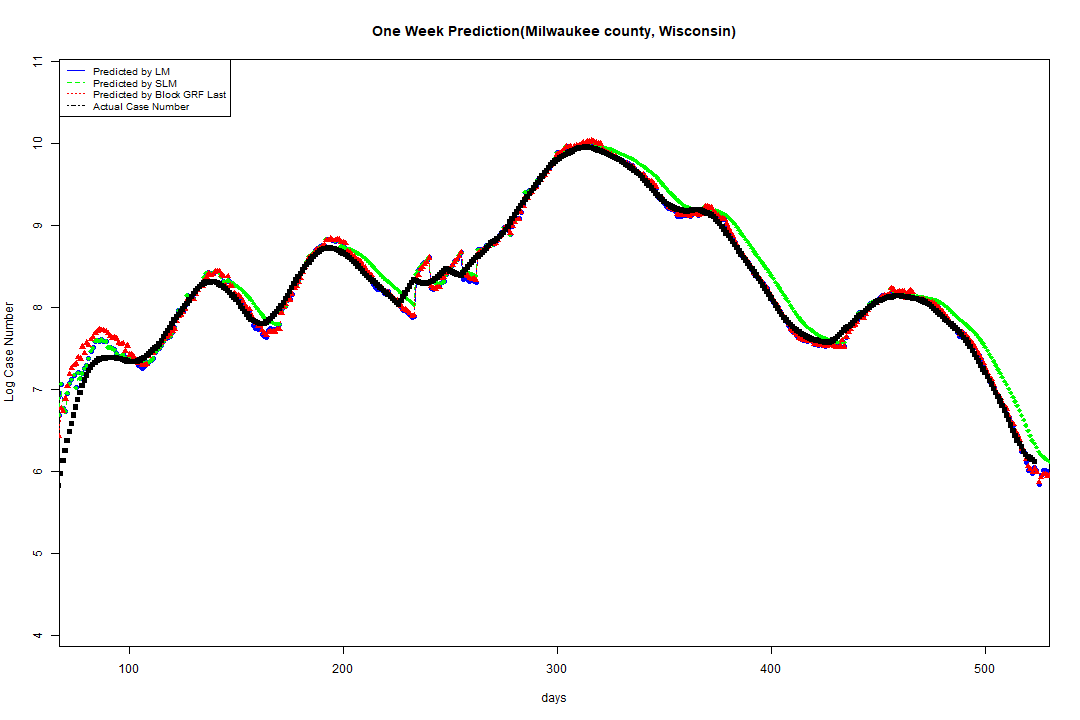 One Week Prediction(Milwaukee county, Wisconsin)
Predicted by LM
Predicted by SLM
Predicted by Block GRF Last
Actual Case Number
11
10
9
8
7
6
5
4
Log Case Number
100 200 300 400 500
days